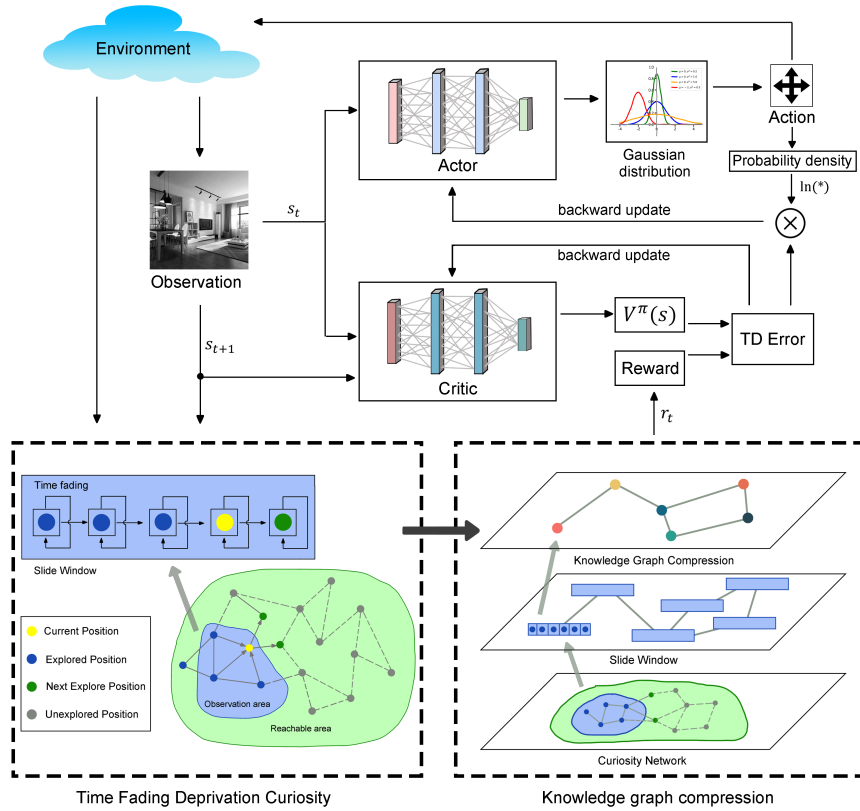 Environment
Observation
s_t
s_{t+1}
Actor
Gaussian
distribution
Action
Probability density
ln(*)
backward update
backward update
Critic
V^π(s)
TD Error
Reward
r_t
Time fading
Slide Window
Current Position
Explored Position
Next Explore Position
Unexplored Position
Observation area
Reachable area
Time Fading Deprivation Curiosity
Knowledge Graph Compression
Slide Window
Curiosity Network
Knowledge graph compression